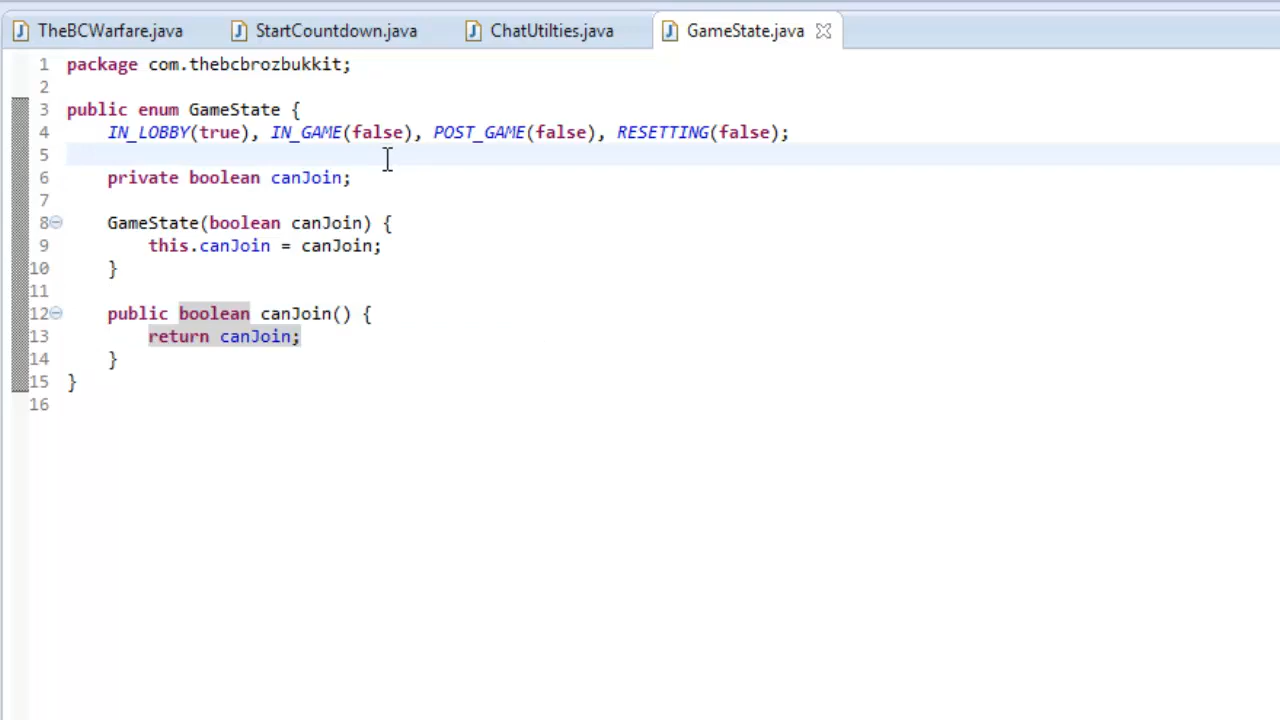 TheBCWarfare.java StartCountdown.java ChatUtilties.java GameState.java
1 package com.thebcbrozbukkit;
2
3 public enum GameState {
4 IN_LOBBY(true), IN_GAME(false), POST_GAME(false), RESETTING(false);
5
6 private boolean canJoin;
7
8 GameState(boolean canJoin) {
9 this.canJoin = canJoin;
10 }
11
12 public boolean canJoin() {
13 return canJoin;
14 }
15 }
16